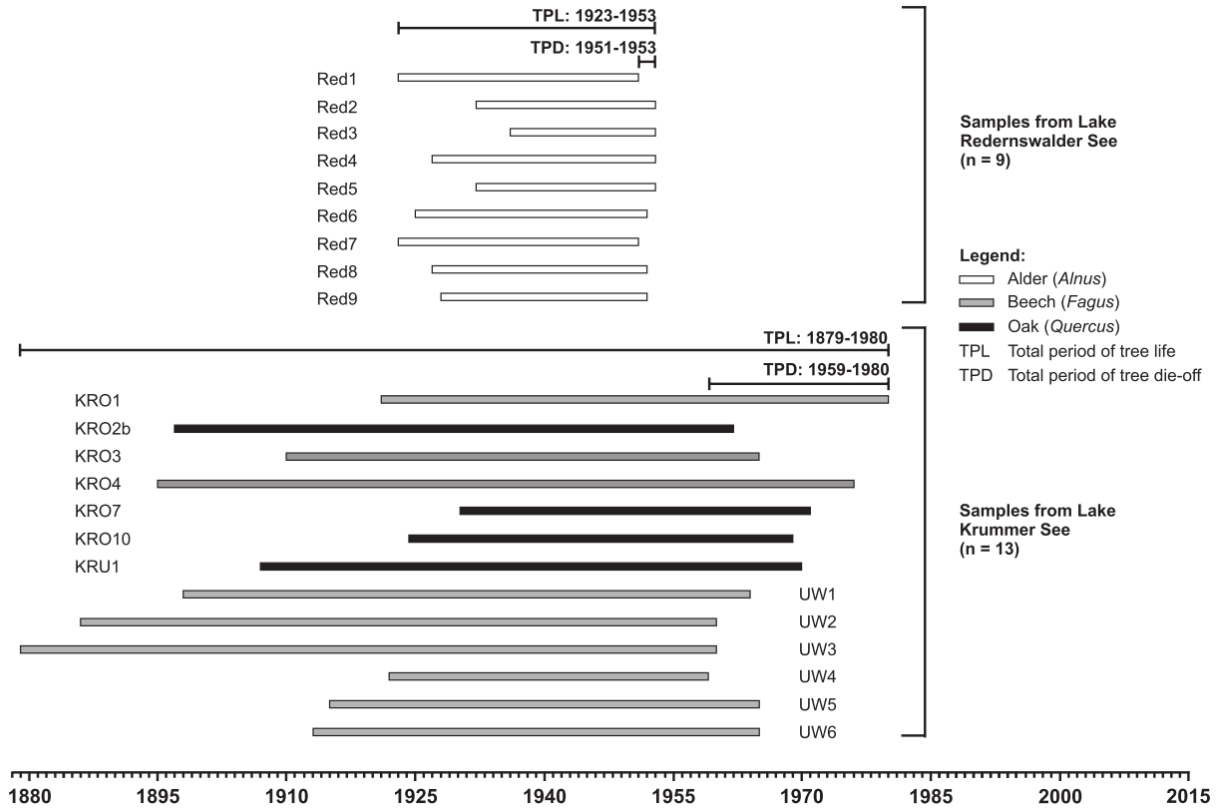 TPL: 1923-1953
TPD: 1951-1953
Red1
Red2
Red3
Red4
Red5
Red6
Red7
Red8
Red9
Samples from Lake
Redernswalder See
(n = 9)
Legend:
Alder (Alnus)
Beech (Fagus)
Oak (Quercus)
TPL Total period of tree life
TPD Total period of tree die-off
TPL: 1879-1980
TPD: 1959-1980
KRO1
KRO2b
KRO3
KRO4
KRO7
KRO10
KRU1
UW1
UW2
UW3
UW4
UW5
UW6
Samples from Lake
Krummer See
(n = 13)
1880 1895 1910 1925 1940 1955 1970 1985 2000 2015